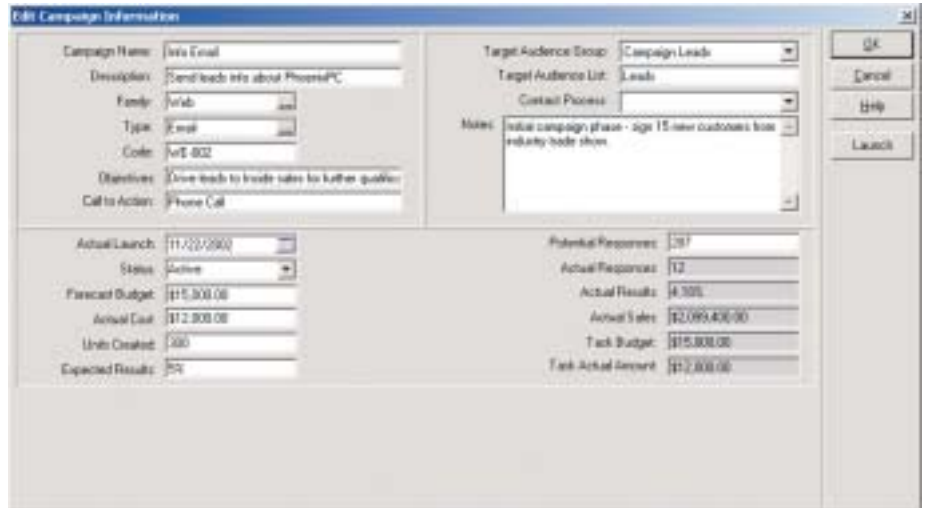 Edit Campaign Information
Campaign Name: Info Email
Description: Send leads info about PhoenixPC
Family: Web
Type: Email
Code: WE-802
Objectives: Drive leads to Inside sales for further qualific
Call to Action: Phone Call
Target Audience Group: Campaign Leads
Target Audience List: Leads
Contact Process:
Notes: Initial campaign phase - sign 15 new customers from
industry trade show.
OK
Cancel
Help
Launch
Actual Launch: 11/22/2002
Status: Active
Forecast Budget: $15,000.00
Actual Cost: $12,000.00
Units Created: 300
Expected Results: 5%
Potential Responses: 287
Actual Responses: 12
Actual Results:
Actual Sales: $2,099,400.00
Task Budget: $15,000.00
Task Actual Amount: $12,000.00